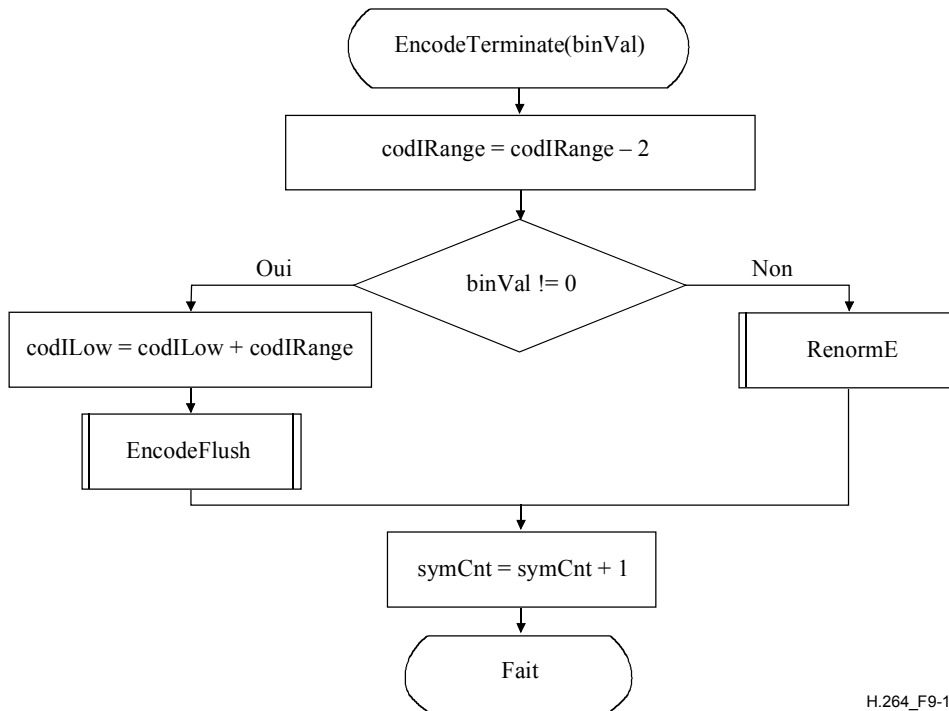 EncodeTerminate(binVal)
codIRange = codIRange – 2
binVal != 0
Oui
Non
codILow = codILow + codIRange
RenormE
EncodeFlush
symCnt = symCnt + 1
Fait
H.264_F9-1